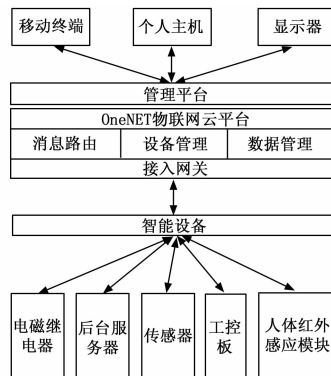 移动终端 个人主机 显示器
管理平台
OneNET物联网云平台
消息路由 设备管理 数据管理
接入网关
智能设备
电磁继
电器
后台服
务器
传感器
工控
板
人体红外
感应模块